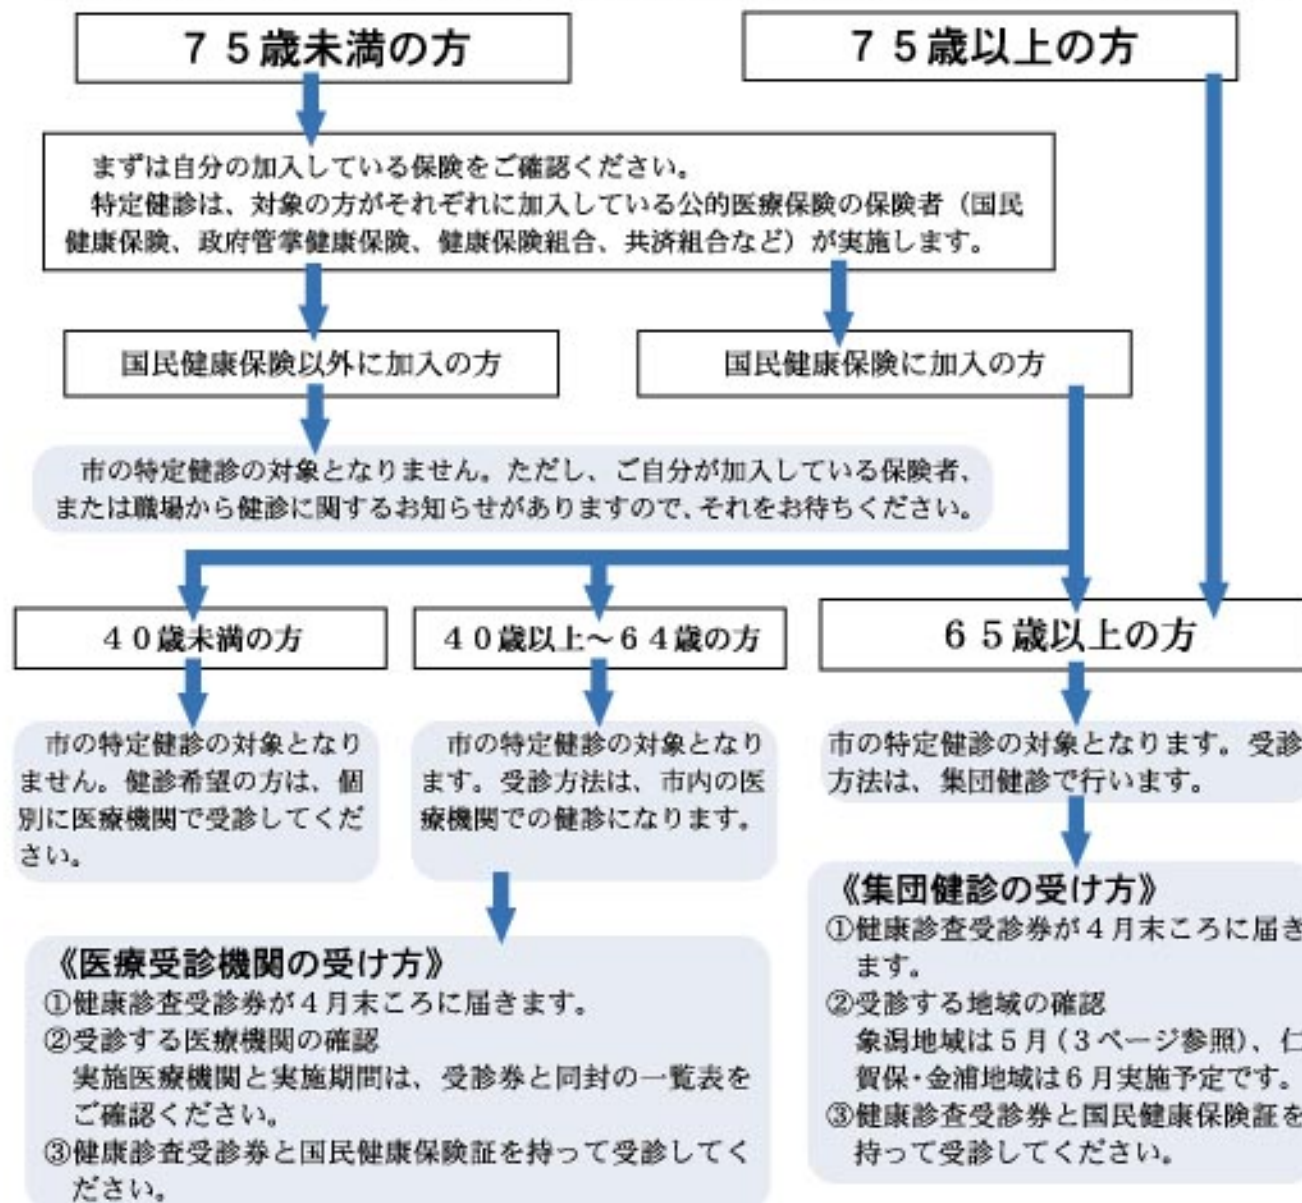 ７５歳未満の方
７５歳以上の方
まずは自分の加入している保険をご確認ください。
特定健診は、対象の方がそれぞれに加入している公的医療保険の保険者（国民
健康保険、政府管掌健康保険、健康保険組合、共済組合など）が実施します。
国民健康保険以外に加入の方
国民健康保険に加入の方
市の特定健診の対象となりません。ただし、ご自分が加入している保険者、
または職場から健診に関するお知らせがありますので、それをお待ちください。
４０歳未満の方
４０歳以上～６４歳の方
６５歳以上の方
市の特定健診の対象となり
ません。健診希望の方は、個
別に医療機関で受診してくだ
さい。
市の特定健診の対象となり
ます。受診方法は、市内の医
療機関での健診になります。
市の特定健診の対象となります。受診
方法は、集団健診で行います。
《医療受診機関の受け方》
①健康診査受診券が４月末ころに届きます。
②受診する医療機関の確認
実施医療機関と実施期間は、受診券と同封の一覧表を
ご確認ください。
③健康診査受診券と国民健康保険証を持って受診してく
ださい。
《集団健診の受け方》
①健康診査受診券が４月末ころに届き
ます。
②受診する地域の確認
象潟地域は５月（３ページ参照）、仁
賀保・金浦地域は６月実施予定です。
③健康診査受診券と国民健康保険証を
持って受診してください。